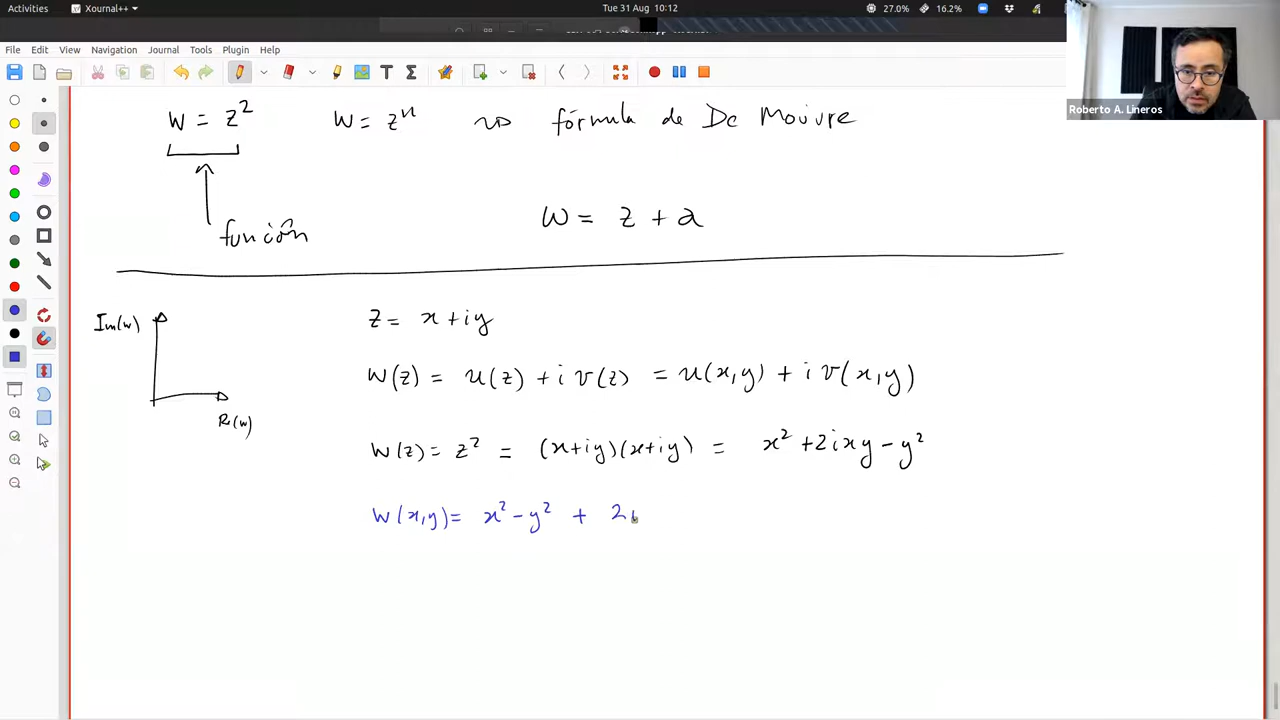 Activities Xournal++ Tue 31 Aug 10:12 27.0% 16.2%
File Edit View Navigation Journal Tools Plugin Help
Roberto A. Lineros
w = z² w = zⁿ ⇝ fórmula de De Moivre
función
w = z + a
Im(w)
R(w)
z = x + iy
w(z) = u(z) + i v(z) = u(x,y) + i v(x,y)
w(z) = z² = (x+iy)(x+iy) = x² + 2ixy - y²
w(x,y) = x² - y² + 2i